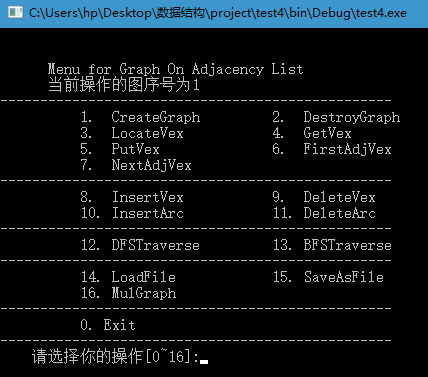 C:\Users\hp\Desktop\数据结构\project\test4\bin\Debug\test4.exe
Menu for Graph On Adjacency List
当前操作的图序号为1
-------------------------------------------------
1. CreateGraph 2. DestroyGraph
3. LocateVex 4. GetVex
5. PutVex 6. FirstAdjVex
7. NextAdjVex
-------------------------------------------------
8. InsertVex 9. DeleteVex
10. InsertArc 11. DeleteArc
-------------------------------------------------
12. DFSTraverse 13. BFSTraverse
-------------------------------------------------
14. LoadFile 15. SaveAsFile
16. MulGraph
-------------------------------------------------
0. Exit
-------------------------------------------------
请选择你的操作[0~16]: